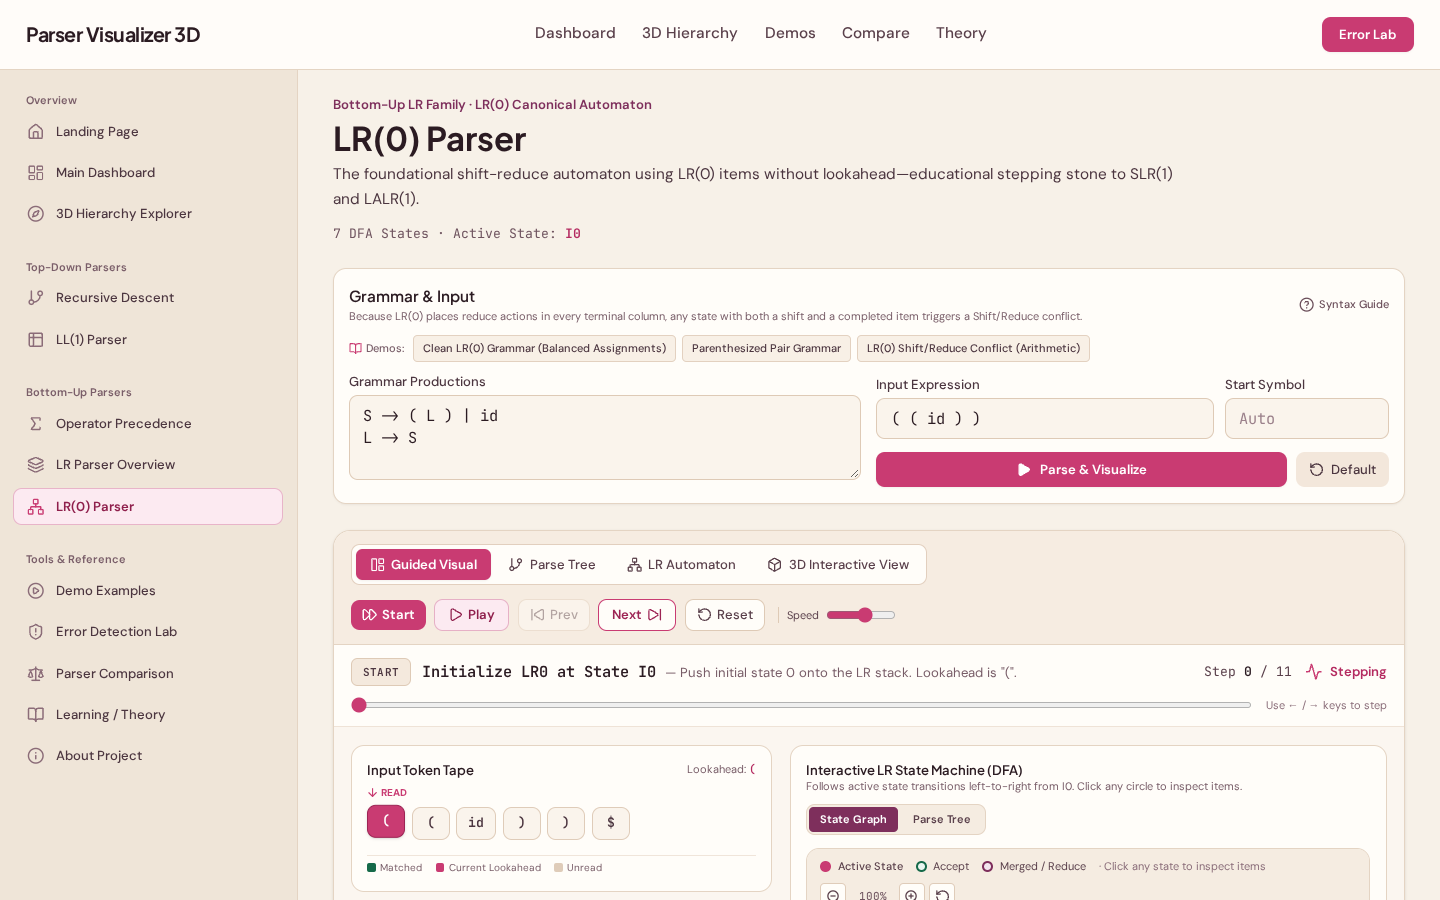 Parser Visualizer 3D
Dashboard
3D Hierarchy
Demos
Compare
Theory
Error Lab
Overview
Landing Page
Main Dashboard
3D Hierarchy Explorer
Top-Down Parsers
Recursive Descent
LL(1) Parser
Bottom-Up Parsers
Operator Precedence
LR Parser Overview
LR(0) Parser
Tools & Reference
Demo Examples
Error Detection Lab
Parser Comparison
Learning / Theory
About Project
Bottom-Up LR Family · LR(0) Canonical Automaton
LR(0) Parser
The foundational shift-reduce automaton using LR(0) items without lookahead—educational stepping stone to SLR(1)
and LALR(1).
7 DFA States · Active State: I0
Grammar & Input
Because LR(0) places reduce actions in every terminal column, any state with both a shift and a completed item triggers a Shift/Reduce conflict.
Syntax Guide
Demos:
Clean LR(0) Grammar (Balanced Assignments)
Parenthesized Pair Grammar
LR(0) Shift/Reduce Conflict (Arithmetic)
Grammar Productions
S → ( L ) | id
L → S
Input Expression
( ( id ) )
Start Symbol
Auto
Parse & Visualize
Default
Guided Visual
Parse Tree
LR Automaton
3D Interactive View
Start
Play
Prev
Next
Reset
Speed
START
Initialize LR0 at State I0 — Push initial state 0 onto the LR stack. Lookahead is "(".
Step 0 / 11
Stepping
Use ← / → keys to step
Input Token Tape
Lookahead: (
↓ READ
( ( id ) ) $
Matched
Current Lookahead
Unread
Interactive LR State Machine (DFA)
Follows active state transitions left-to-right from I0. Click any circle to inspect items.
State Graph
Parse Tree
Active State
Accept
Merged / Reduce
· Click any state to inspect items
100%